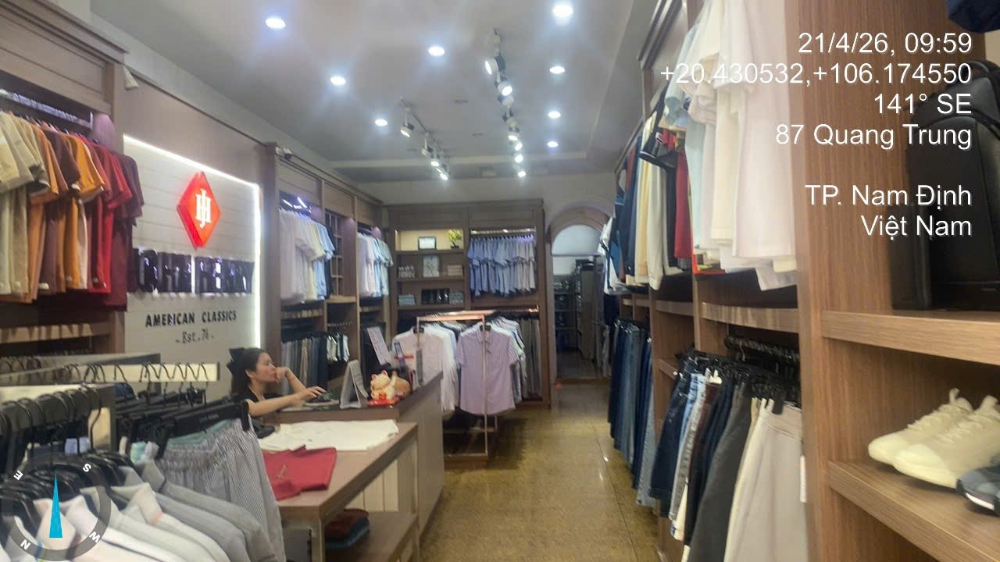 21/4/26, 09:59
+20.430532,+106.174550
141° SE
87 Quang Trung
TP. Nam Định
Việt Nam
AMERICAN CLASSICS
- Est. 74 -
N
E
S
W